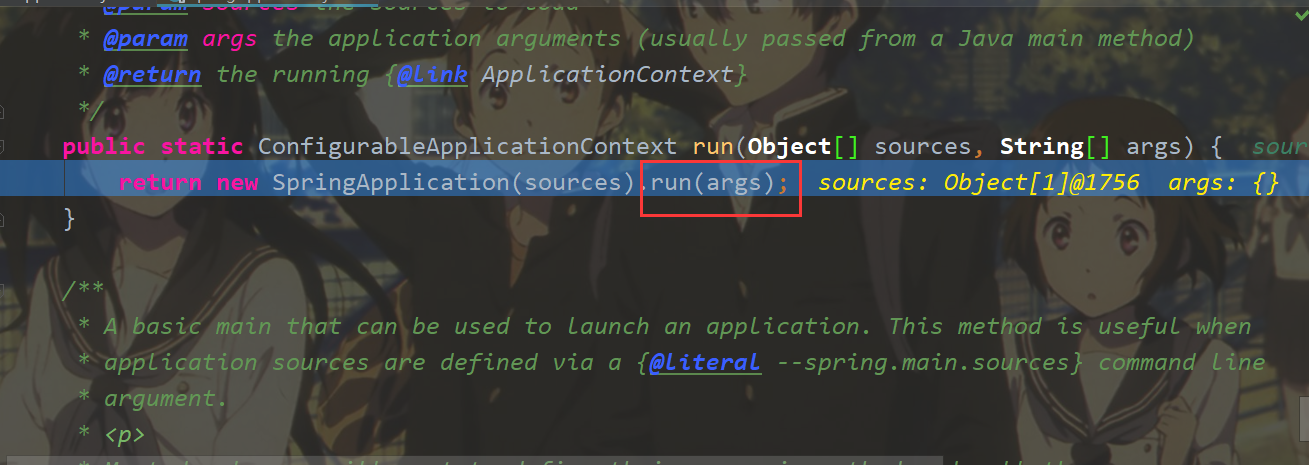 * @param sources the sources to load
* @param args the application arguments (usually passed from a Java main method)
* @return the running {@link ApplicationContext}
*/
public static ConfigurableApplicationContext run(Object[] sources, String[] args) { sour
return new SpringApplication(sources).run(args); sources: Object[1]@1756 args: {}
}
/**
* A basic main that can be used to launch an application. This method is useful when
* application sources are defined via a {@literal --spring.main.sources} command line
* argument.
* <p>